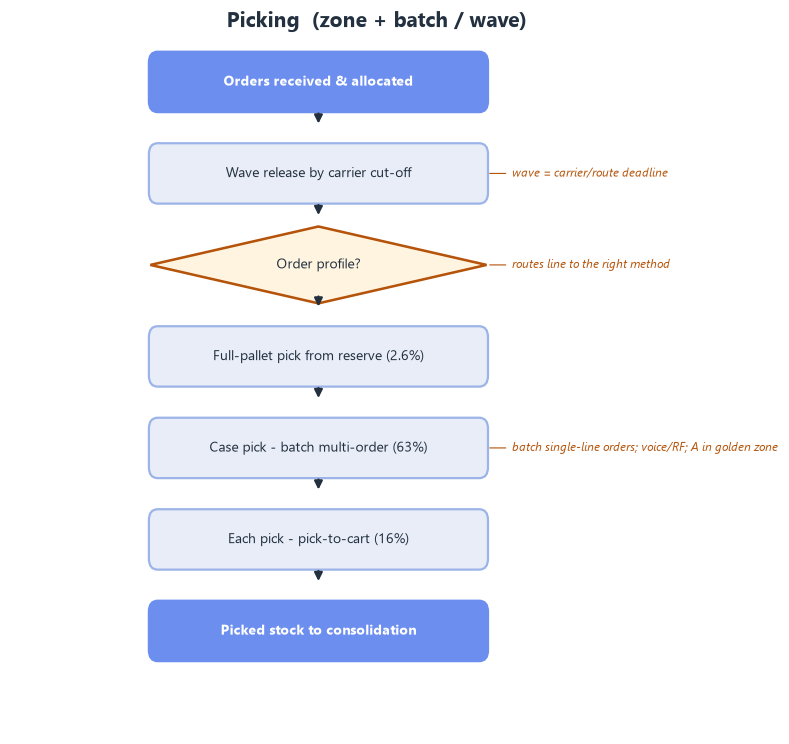 Picking (zone + batch / wave)
Orders received & allocated
Wave release by carrier cut-off
wave = carrier/route deadline
Order profile?
routes line to the right method
Full-pallet pick from reserve (2.6%)
Case pick - batch multi-order (63%)
batch single-line orders; voice/RF; A in golden zone
Each pick - pick-to-cart (16%)
Picked stock to consolidation